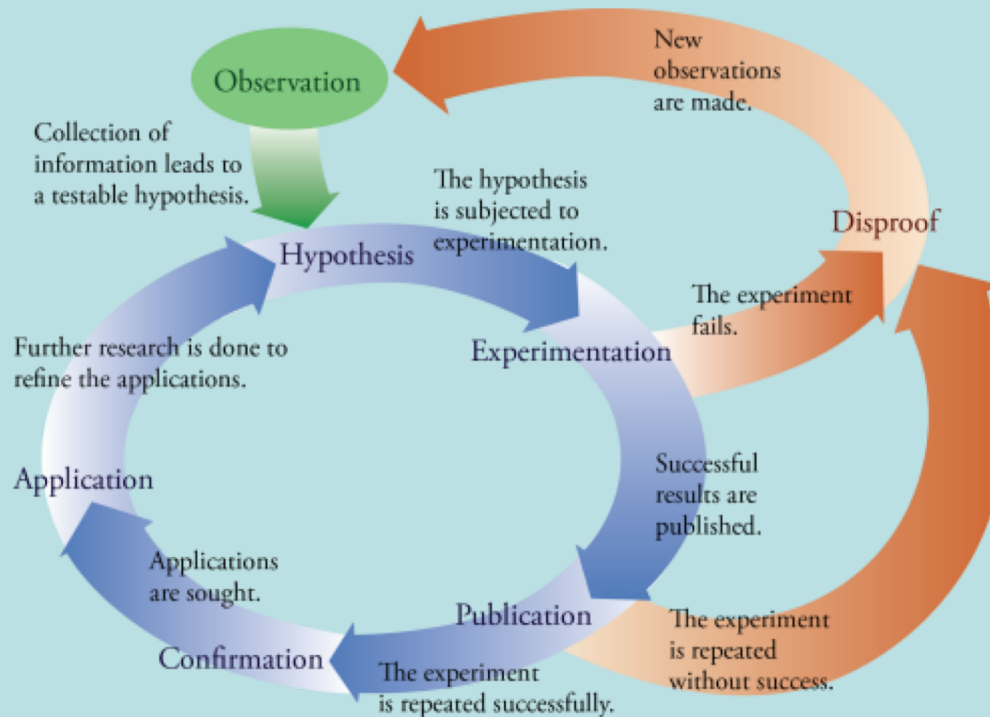 Observation
New
observations
are made.
Collection of
information leads to
a testable hypothesis.
The hypothesis
is subjected to
experimentation.
Disproof
Hypothesis
The experiment
fails.
Further research is done to
refine the applications.
Experimentation
Application
Successful
results are
published.
Applications
are sought.
Publication
The experiment
is repeated
without success.
Confirmation
The experiment
is repeated successfully.